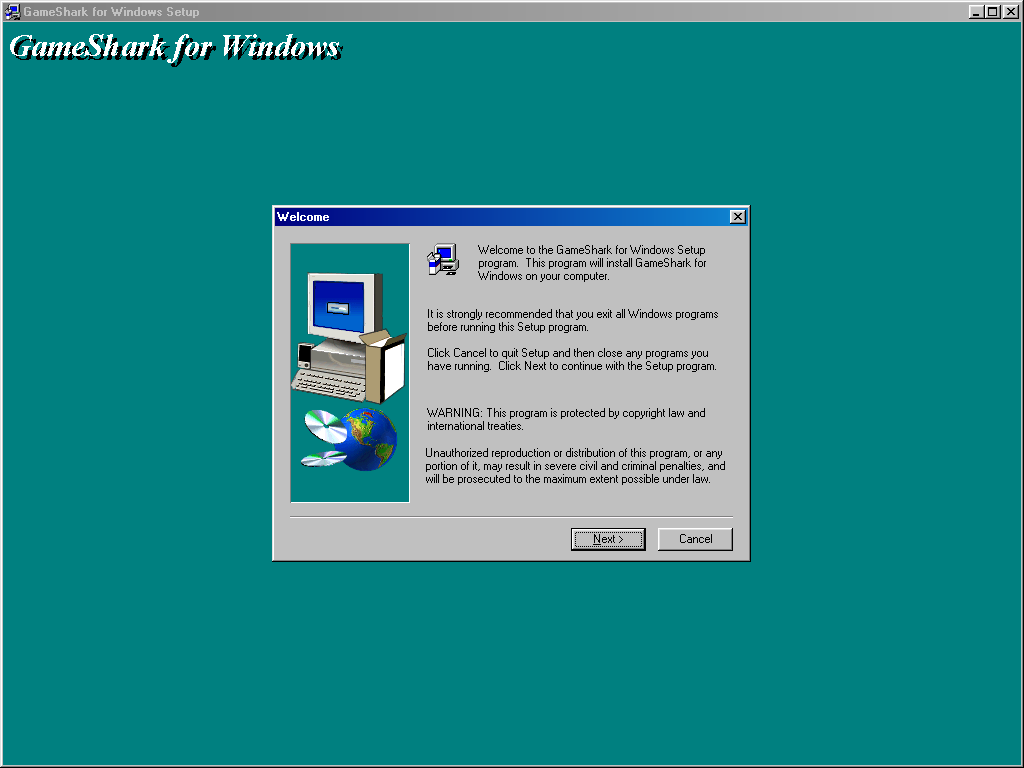 GameShark for Windows Setup
GameShark for Windows
Welcome
Welcome to the GameShark for Windows Setup
program.  This program will install GameShark for
Windows on your computer.
It is strongly recommended that you exit all Windows programs
before running this Setup program.
Click Cancel to quit Setup and then close any programs you
have running.  Click Next to continue with the Setup program.
WARNING: This program is protected by copyright law and
international treaties.
Unauthorized reproduction or distribution of this program, or any
portion of it, may result in severe civil and criminal penalties, and
will be prosecuted to the maximum extent possible under law.
Next >
Cancel